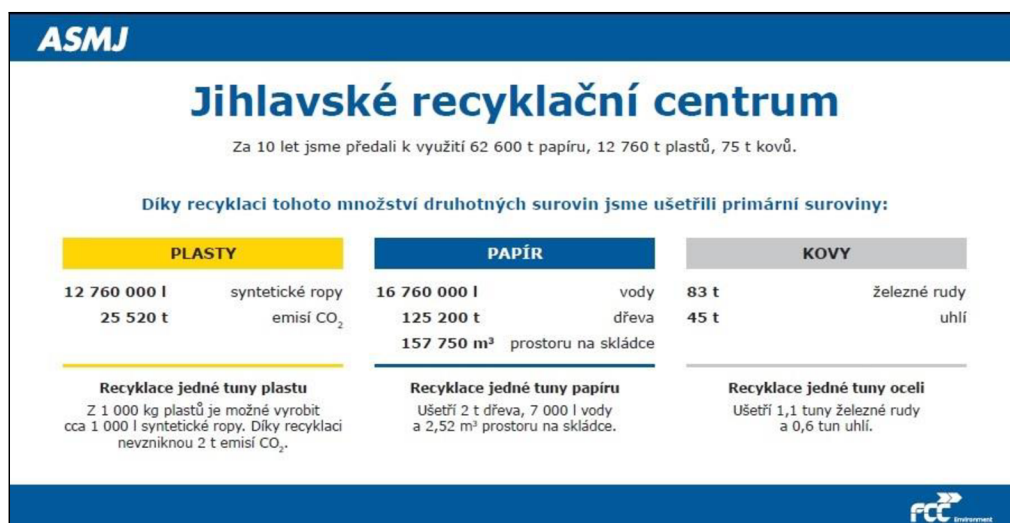 ASMJ
Jihlavské recyklační centrum
Za 10 let jsme předali k využití 62 600 t papíru, 12 760 t plastů, 75 t kovů.
Díky recyklaci tohoto množství druhotných surovin jsme ušetřili primární suroviny:
PLASTY
12 760 000 l syntetické ropy
25 520 t emisí CO₂
Recyklace jedné tuny plastu
Z 1 000 kg plastů je možné vyrobit
cca 1 000 l syntetické ropy. Díky recyklaci
nevzniknou 2 t emisí CO₂.
PAPÍR
16 760 000 l vody
125 200 t dřeva
157 750 m³ prostoru na skládce
Recyklace jedné tuny papíru
Ušetří 2 t dřeva, 7 000 l vody
a 2,52 m³ prostoru na skládce.
KOVY
83 t železné rudy
45 t uhlí
Recyklace jedné tuny oceli
Ušetří 1,1 tuny železné rudy
a 0,6 tun uhlí.
FCC
Environment